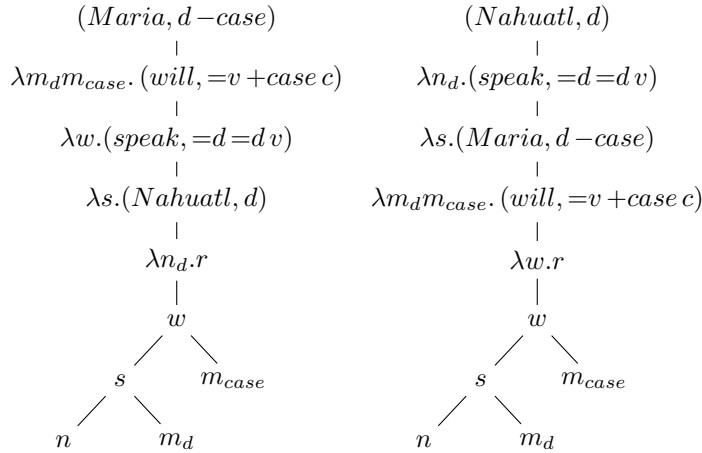 (Maria, d −case)
λm_d m_case. (will, =v +case c)
λw.(speak, =d =d v)
λs.(Nahuatl, d)
λn_d.r
w
s m_case
n m_d
(Nahuatl, d)
λn_d.(speak, =d =d v)
λs.(Maria, d −case)
λm_d m_case. (will, =v +case c)
λw.r
w
s m_case
n m_d